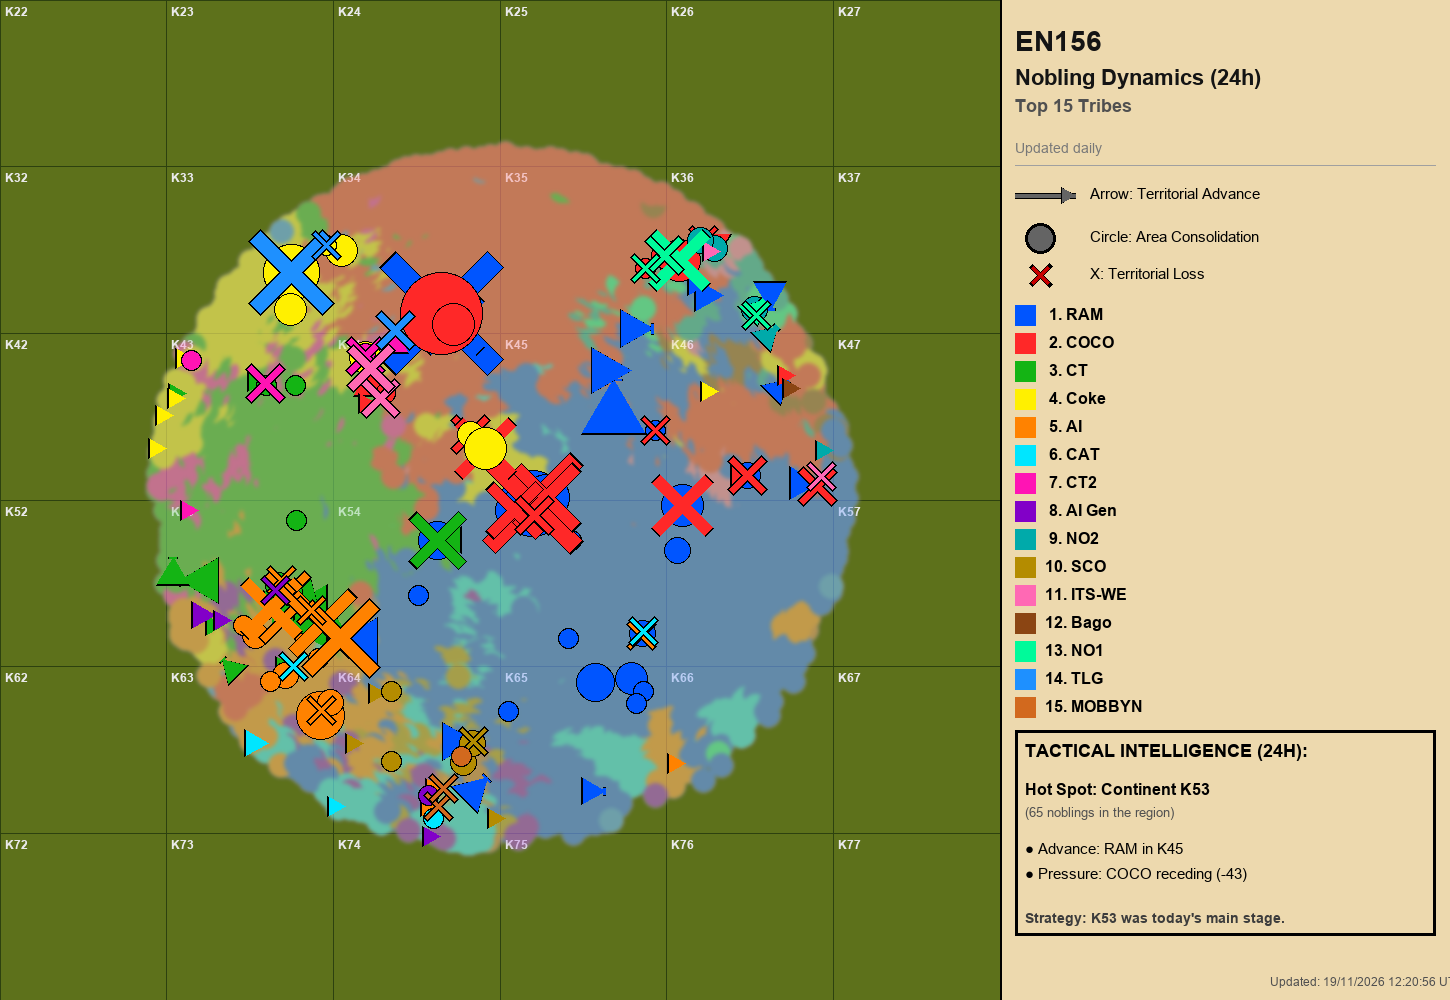 K22
K23
K24
K25
K26
K27
K32
K33
K34
K35
K36
K37
K42
K43
K45
K46
K47
K52
K54
K57
K62
K63
K64
K65
K66
K67
K72
K73
K74
K75
K76
K77
EN156
Nobling Dynamics (24h)
Top 15 Tribes
Updated daily
Arrow: Territorial Advance
Circle: Area Consolidation
X: Territorial Loss
1. RAM
2. COCO
3. CT
4. Coke
5. AI
6. CAT
7. CT2
8. AI Gen
9. NO2
10. SCO
11. ITS-WE
12. Bago
13. NO1
14. TLG
15. MOBBYN
TACTICAL INTELLIGENCE (24H):
Hot Spot: Continent K53
(65 noblings in the region)
● Advance: RAM in K45
● Pressure: COCO receding (-43)
Strategy: K53 was today's main stage.
Updated: 19/11/2026 12:20:56